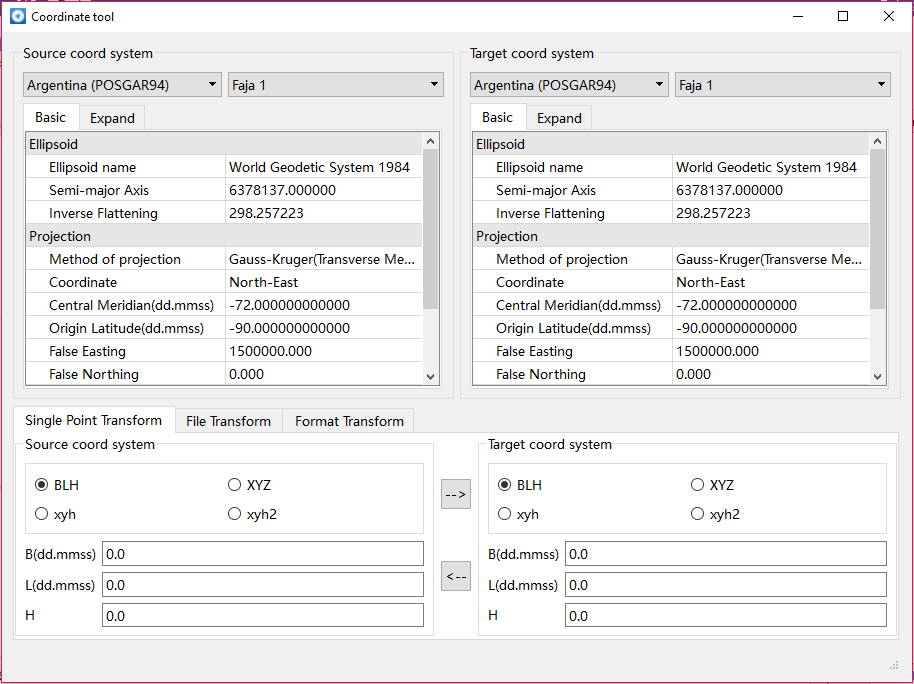 Coordinate tool
Source coord system
Argentina (POSGAR94) Faja 1
Basic Expand
Ellipsoid
Ellipsoid name World Geodetic System 1984
Semi-major Axis 6378137.000000
Inverse Flattening 298.257223
Projection
Method of projection Gauss-Kruger(Transverse Me...
Coordinate North-East
Central Meridian(dd.mmss) -72.000000000000
Origin Latitude(dd.mmss) -90.000000000000
False Easting 1500000.000
False Northing 0.000
Target coord system
Argentina (POSGAR94) Faja 1
Basic Expand
Ellipsoid
Ellipsoid name World Geodetic System 1984
Semi-major Axis 6378137.000000
Inverse Flattening 298.257223
Projection
Method of projection Gauss-Kruger(Transverse Me...
Coordinate North-East
Central Meridian(dd.mmss) -72.000000000000
Origin Latitude(dd.mmss) -90.000000000000
False Easting 1500000.000
False Northing 0.000
Single Point Transform File Transform Format Transform
Source coord system
BLH XYZ
xyh xyh2
B(dd.mmss) 0.0
L(dd.mmss) 0.0
H 0.0
-->
<--
Target coord system
BLH XYZ
xyh xyh2
B(dd.mmss) 0.0
L(dd.mmss) 0.0
H 0.0